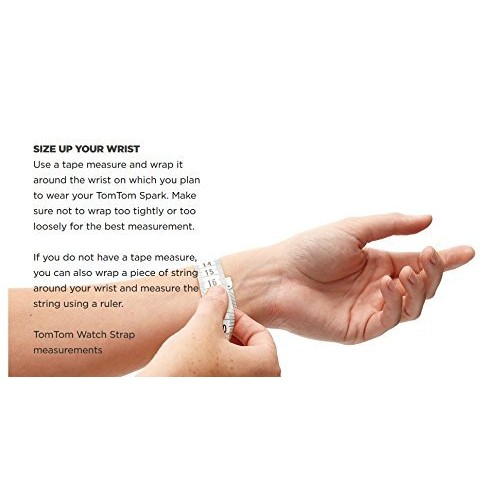 SIZE UP YOUR WRIST
Use a tape measure and wrap it
around the wrist on which you plan
to wear your TomTom Spark. Make
sure not to wrap too tightly or too
loosely for the best measurement.
If you do not have a tape measure,
you can also wrap a piece of string
around your wrist and measure the
string using a ruler.
TomTom Watch Strap
measurements
14
15
16